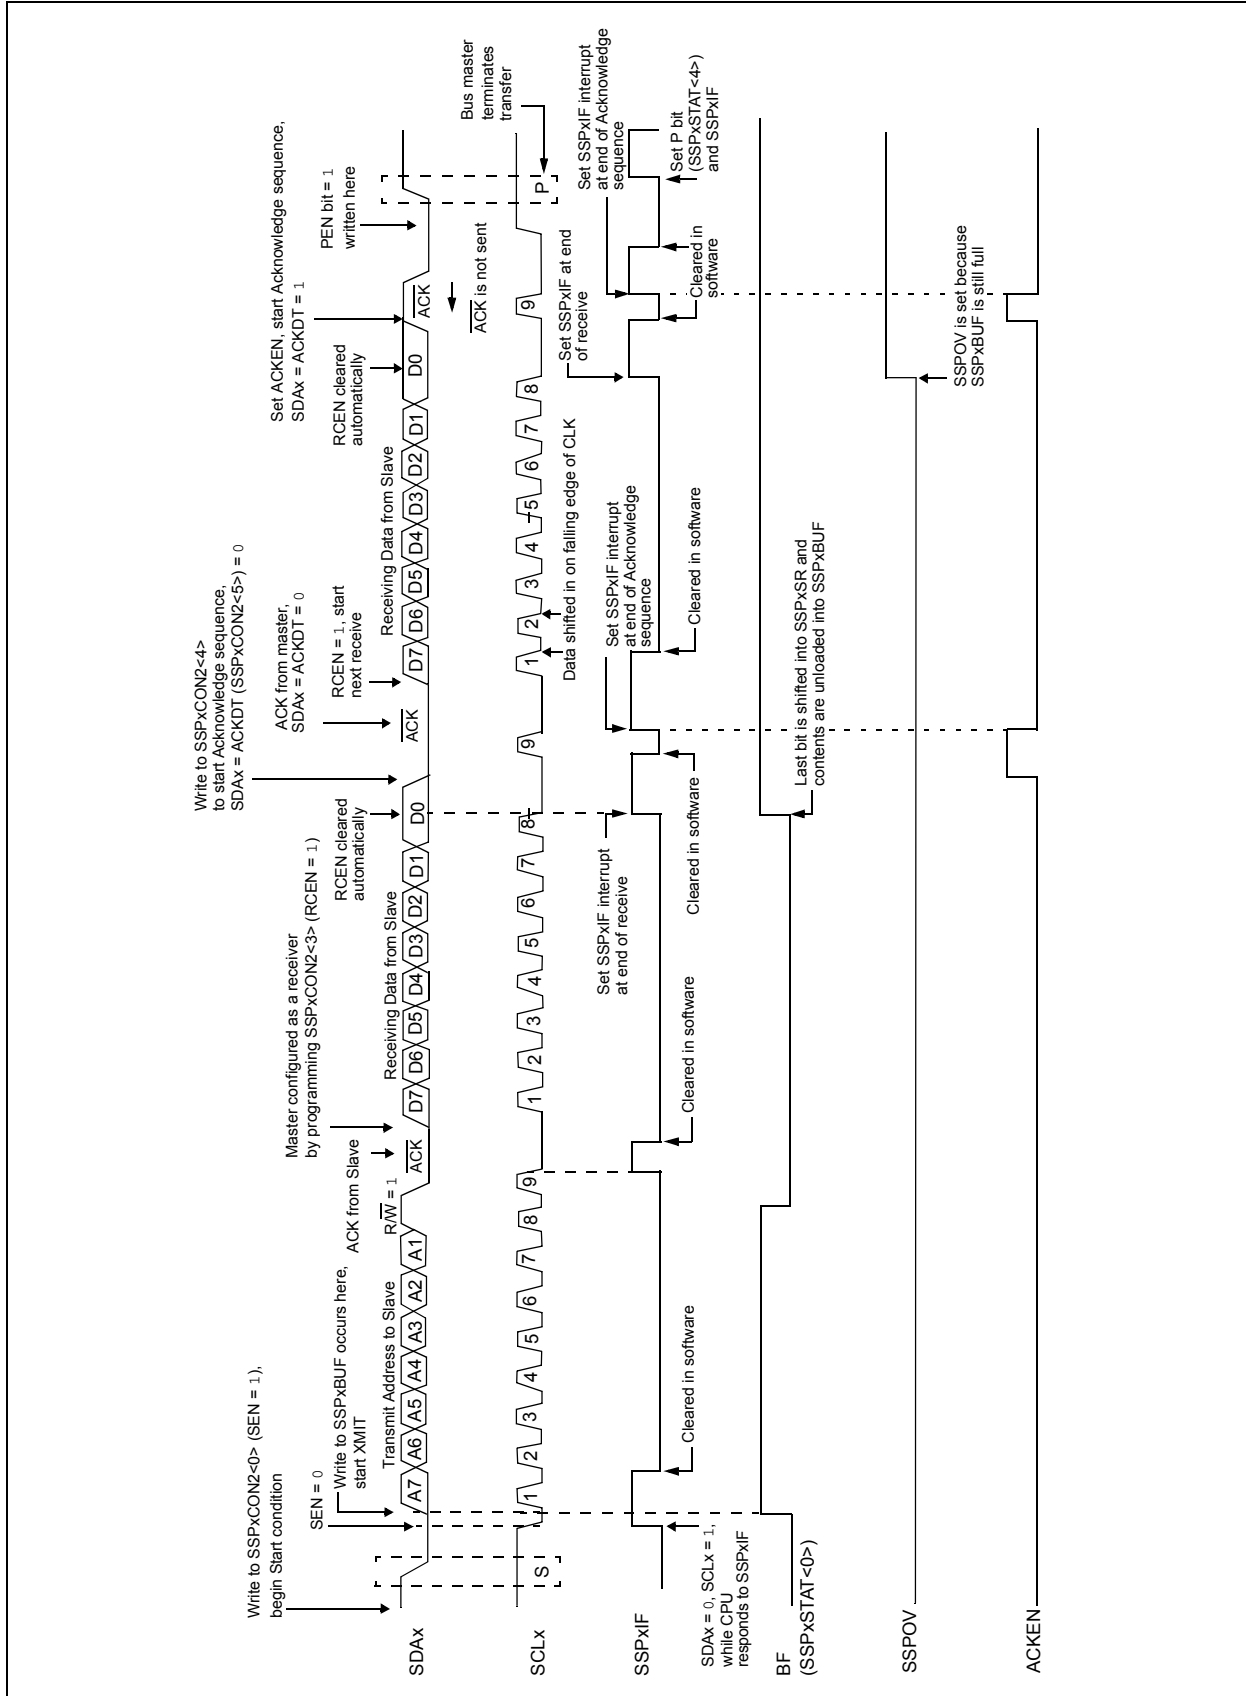 Write to SSPxCON2<0> (SEN = 1),
begin Start condition
SEN = 0
Write to SSPxBUF occurs here,
start XMIT
Transmit Address to Slave
R/W = 1
ACK from Slave
Master configured as a receiver
by programming SSPxCON2<3> (RCEN = 1)
Receiving Data from Slave
RCEN cleared
automatically
Write to SSPxCON2<4>
to start Acknowledge sequence,
SDAx = ACKDT (SSPxCON2<5>) = 0
ACK from master,
SDAx = ACKDT = 0
RCEN = 1, start
next receive
Receiving Data from Slave
RCEN cleared
automatically
Set ACKEN, start Acknowledge sequence,
SDAx = ACKDT = 1
PEN bit = 1
written here
SDAx
A7 A6 A5 A4 A3 A2 A1
ACK
D7 D6 D5 D4 D3 D2 D1 D0
ACK
D7 D6 D5 D4 D3 D2 D1 D0
ACK
ACK is not sent
Bus master
terminates
transfer
SCLx
S
1 2 3 4 5 6 7 8 9
1 2 3 4 5 6 7 8 9
1 2 3 4 5 6 7 8 9
P
Data shifted in on falling edge of CLK
SSPxIF
SDAx = 0, SCLx = 1,
while CPU
responds to SSPxIF
Cleared in software
Cleared in software
Set SSPxIF interrupt
at end of receive
Cleared in software
Set SSPxIF interrupt
at end of Acknowledge
sequence
Cleared in software
Set SSPxIF at end
of receive
Cleared in
software
Set SSPxIF interrupt
at end of Acknowledge
sequence
Set P bit
(SSPxSTAT<4>)
and SSPxIF
BF
(SSPxSTAT<0>)
Last bit is shifted into SSPxSR and
contents are unloaded into SSPxBUF
SSPOV
SSPOV is set because
SSPxBUF is still full
ACKEN